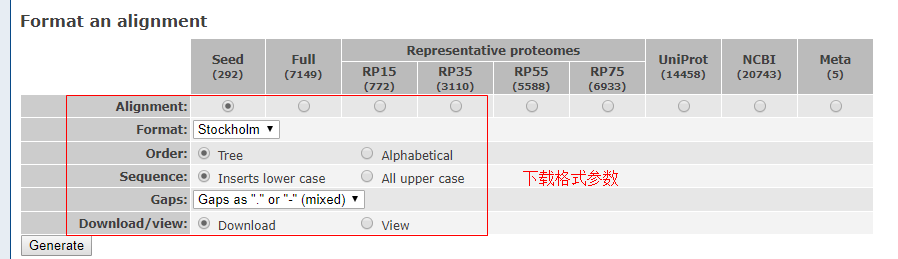 Format an alignment
Representative proteomes
Seed (292) Full (7149) RP15 (772) RP35 (3110) RP55 (5588) RP75 (6933) UniProt (14458) NCBI (20743) Meta (5)
Alignment:
Format: Stockholm
Order: Tree Alphabetical
Sequence: Inserts lower case All upper case 下载格式参数
Gaps: Gaps as "." or "-" (mixed)
Download/view: Download View
Generate